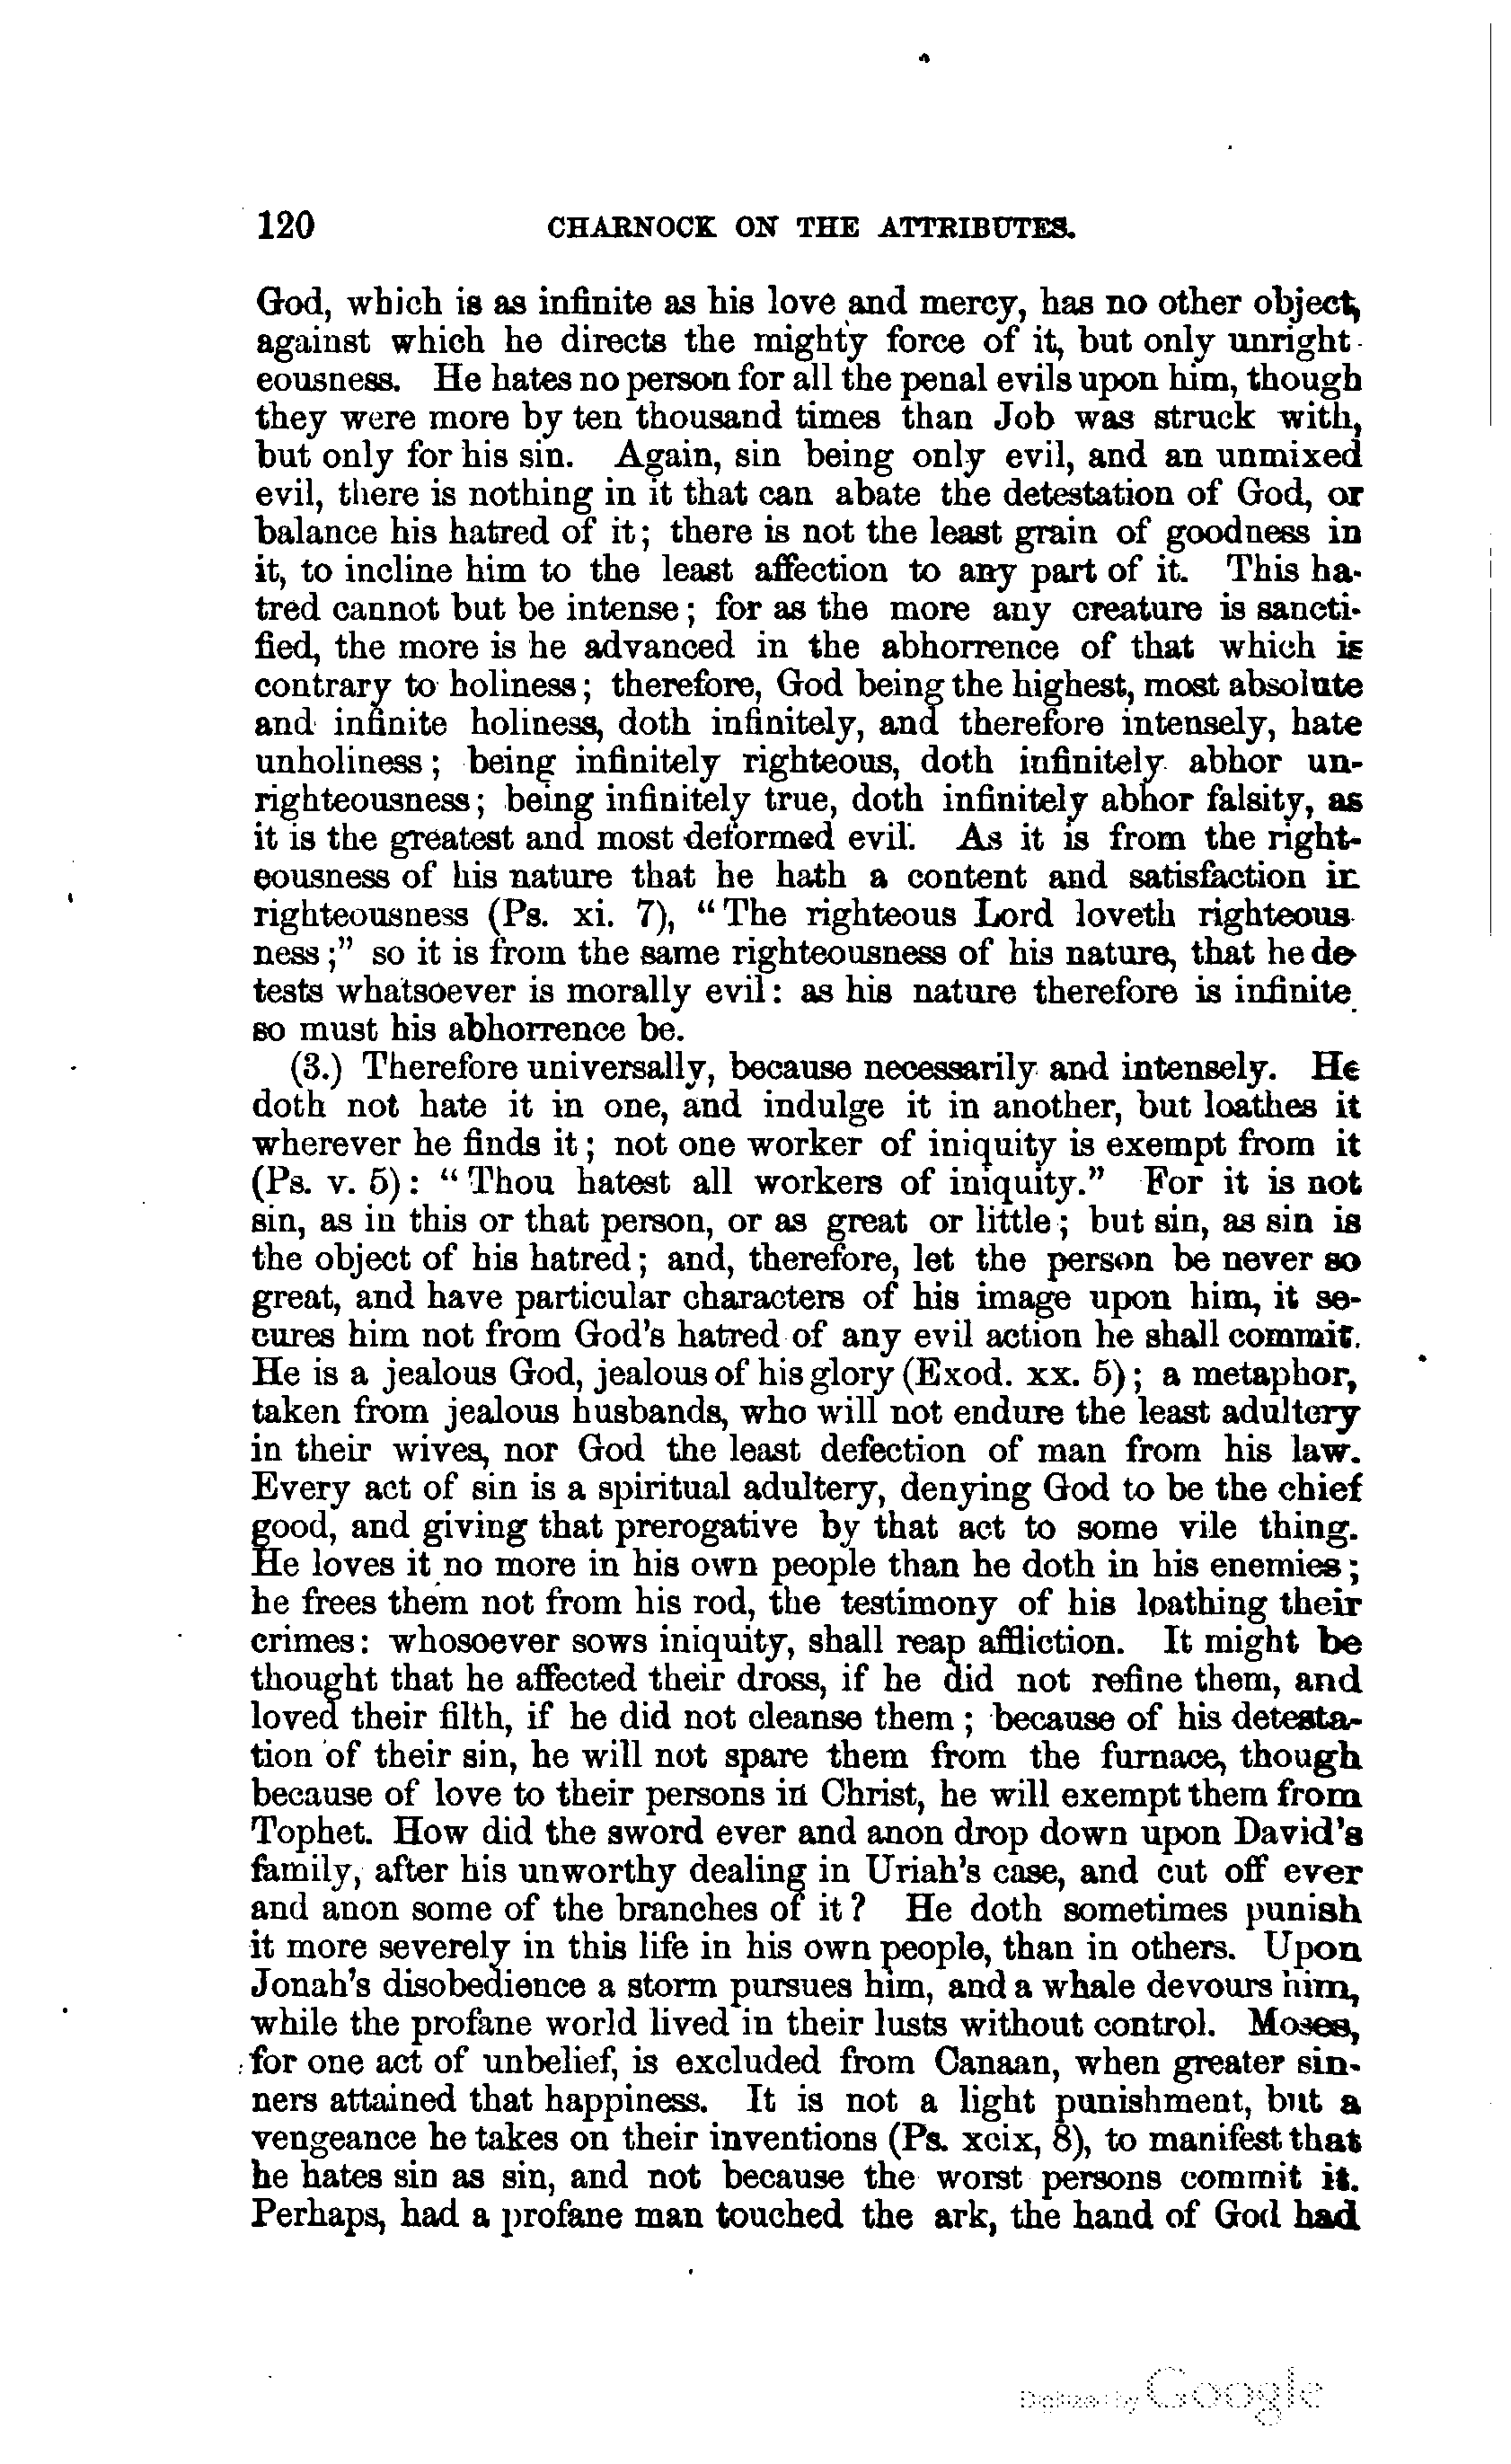 120 CHARNOCK ON THE ATTRIBUTES.
God, which is as infinite as his love and mercy, has no other object,
against which he directs the mighty force of it, but only unright-
eousness. He hates no person for all the penal evils upon him, though
they were more by ten thousand times than Job was struck with,
but only for his sin. Again, sin being only evil, and an unmixed
evil, there is nothing in it that can abate the detestation of God, or
balance his hatred of it; there is not the least grain of goodness in
it, to incline him to the least affection to any part of it. This ha-
tred cannot but be intense; for as the more any creature is sancti-
fied, the more is he advanced in the abhorrence of that which is
contrary to holiness; therefore, God being the highest, most absolute
and infinite holiness, doth infinitely, and therefore intensely, hate
unholiness; being infinitely righteous, doth infinitely abhor un-
righteousness; being infinitely true, doth infinitely abhor falsity, as
it is the greatest and most deformed evil. As it is from the right-
eousness of his nature that he hath a content and satisfaction in
righteousness (Ps. xi. 7), "The righteous Lord loveth righteous-
ness;" so it is from the same righteousness of his nature, that he de-
tests whatsoever is morally evil: as his nature therefore is infinite
so must his abhorrence be.
(3.) Therefore universally, because necessarily and intensely. He
doth not hate it in one, and indulge it in another, but loathes it
wherever he finds it; not one worker of iniquity is exempt from it
(Ps. v. 5): "Thou hatest all workers of iniquity." For it is not
sin, as in this or that person, or as great or little; but sin, as sin is
the object of his hatred; and, therefore, let the person be never so
great, and have particular characters of his image upon him, it se-
cures him not from God's hatred of any evil action he shall commit.
He is a jealous God, jealous of his glory (Exod. xx. 5); a metaphor,
taken from jealous husbands, who will not endure the least adultery
in their wives, nor God the least defection of man from his law.
Every act of sin is a spiritual adultery, denying God to be the chief
good, and giving that prerogative by that act to some vile thing.
He loves it no more in his own people than he doth in his enemies;
he frees them not from his rod, the testimony of his loathing their
crimes: whosoever sows iniquity, shall reap affliction. It might be
thought that he affected their dross, if he did not refine them, and
loved their filth, if he did not cleanse them; because of his detesta-
tion of their sin, he will not spare them from the furnace, though
because of love to their persons in Christ, he will exempt them from
Tophet. How did the sword ever and anon drop down upon David's
family, after his unworthy dealing in Uriah's case, and cut off ever
and anon some of the branches of it? He doth sometimes punish
it more severely in this life in his own people, than in others. Upon
Jonah's disobedience a storm pursues him, and a whale devours him,
while the profane world lived in their lusts without control. Moses,
for one act of unbelief, is excluded from Canaan, when greater sin-
ners attained that happiness. It is not a light punishment, but a
vengeance he takes on their inventions (Ps. xcix, 8), to manifest that
he hates sin as sin, and not because the worst persons commit it.
Perhaps, had a profane man touched the ark, the hand of God had
Digitized by Google